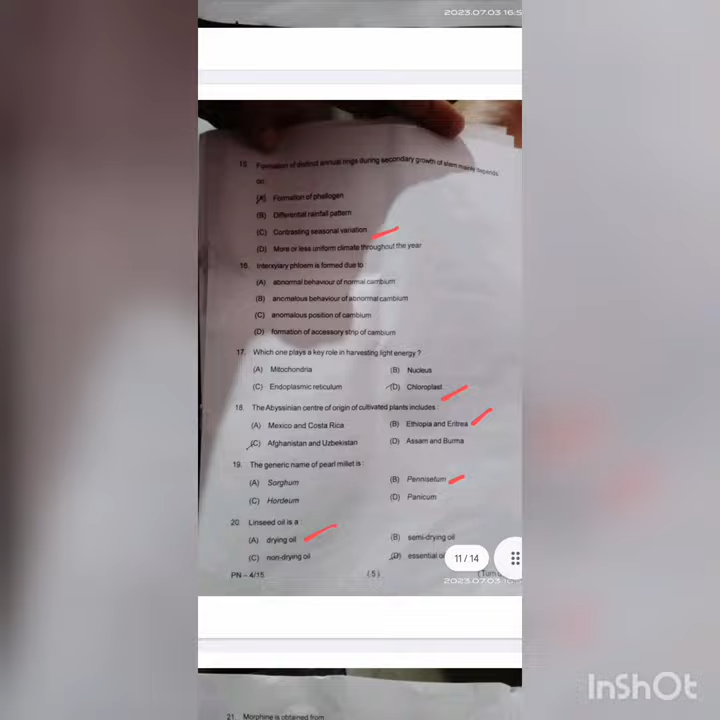 2023.07.03 16:5
15. Formation of distinct annual rings during secondary growth of stem mainly depends
on
(A) Formation of phellogen
(B) Differential rainfall pattern
(C) Contrasting seasonal variation
(D) More or less uniform climate throughout the year
16. Interxylary phloem is formed due to :
(A) abnormal behaviour of normal cambium
(B) anomalous behaviour of abnormal cambium
(C) anomalous position of cambium
(D) formation of accessory strip of cambium
17. Which one plays a key role in harvesting light energy ?
(A) Mitochondria (B) Nucleus
(C) Endoplasmic reticulum (D) Chloroplast
18. The Abyssinian centre of origin of cultivated plants includes :
(A) Mexico and Costa Rica (B) Ethiopia and Eritrea
(C) Afghanistan and Uzbekistan (D) Assam and Burma
19. The generic name of pearl millet is :
(A) Sorghum (B) Pennisetum
(C) Hordeum (D) Panicum
20. Linseed oil is a :
(A) drying oil (B) semi-drying oil
(C) non-drying oil (D) essential oil
11 / 14
PN – 4/15 (5) (Turn
2023.07.03 16:5
InShOt
21. Morphine is obtained from